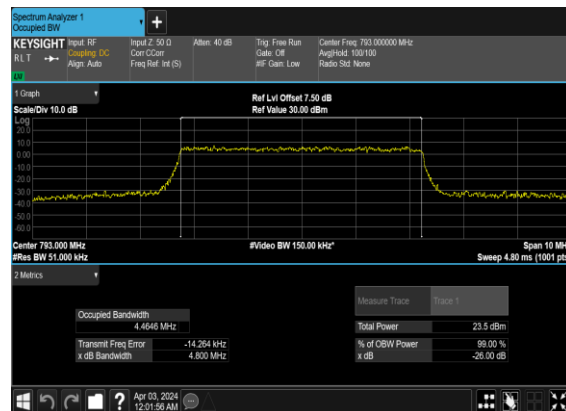 Spectrum Analyzer 1
Occupied BW
KEYSIGHT Input: RF Input Z: 50 Ω Atten: 40 dB Trig: Free Run Center Freq: 793.000000 MHz
RLT Coupling: DC Corr CCorr Gate: Off Avg|Hold: 100/100
Align: Auto Freq Ref: Int (S) #IF Gain: Low Radio Std: None
1 Graph
Ref Lvl Offset 7.50 dB
Scale/Div 10.0 dB Ref Value 30.00 dBm
Log
20.0
10.0
0.00
-10.0
-20.0
-30.0
-40.0
-50.0
-60.0
Center 793.000 MHz #Video BW 150.00 kHz* Span 10 MH
#Res BW 51.000 kHz Sweep 4.80 ms (1001 pts
2 Metrics
Measure Trace Trace 1
Occupied Bandwidth
4.4646 MHz Total Power 23.5 dBm
Transmit Freq Error -14.264 kHz % of OBW Power 99.00 %
x dB Bandwidth 4.800 MHz x dB -26.00 dB
? Apr 03, 2024
12:01:56 AM